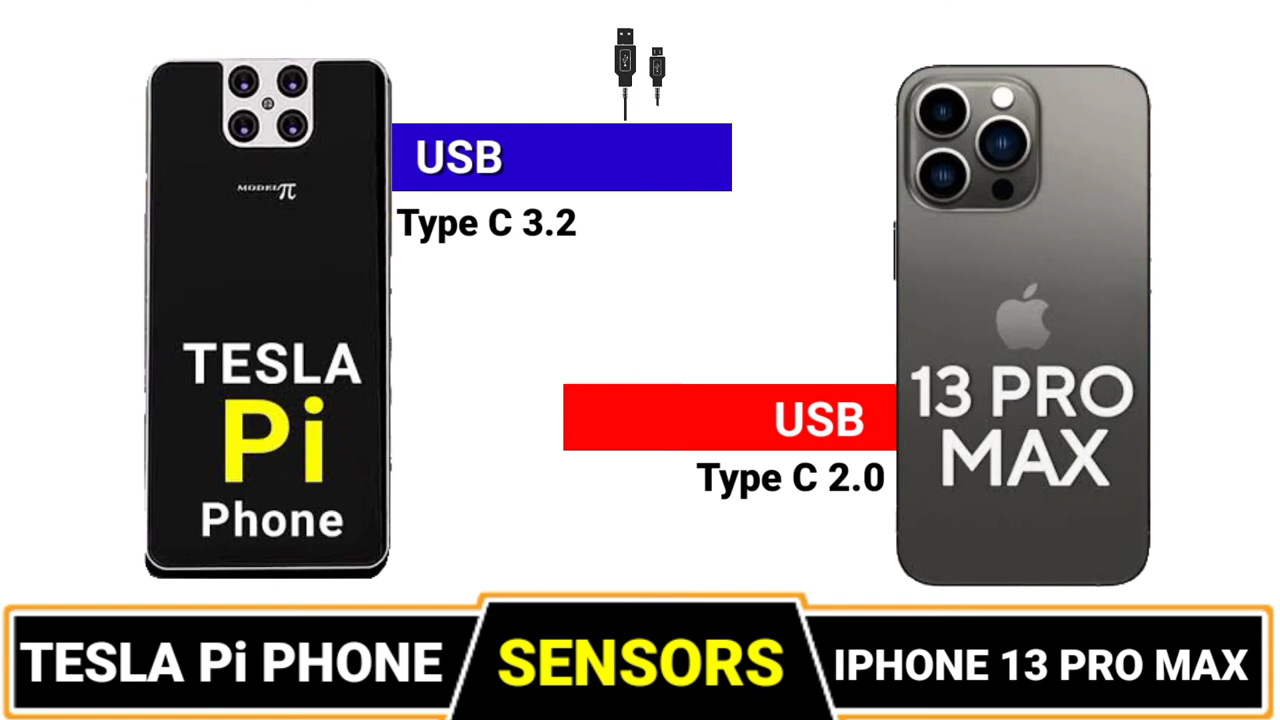 USB
Type C 3.2
MODEL π
TESLA
Pi
Phone
USB
Type C 2.0
13 PRO
MAX
TESLA Pi PHONE
SENSORS
IPHONE 13 PRO MAX